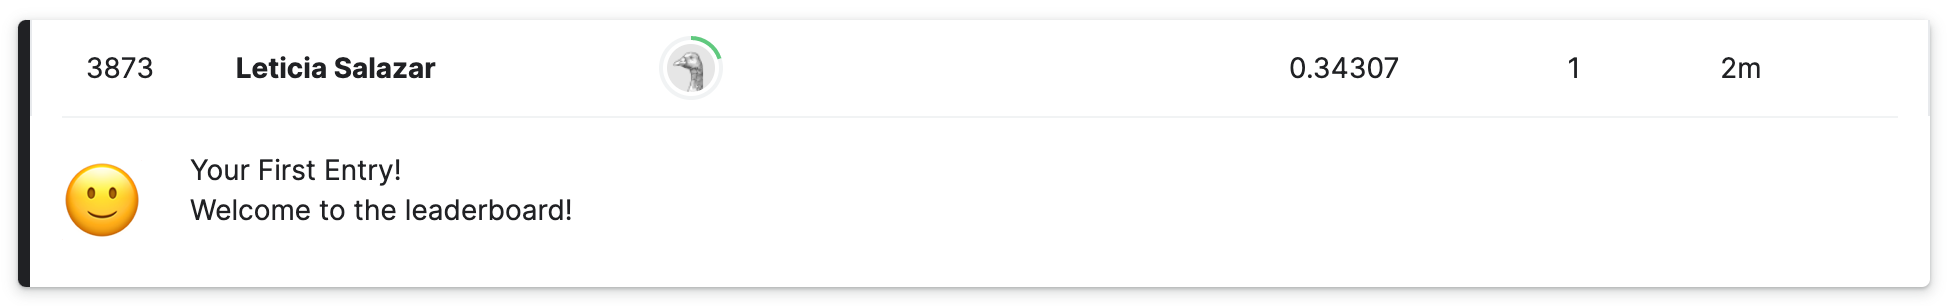 3873 Leticia Salazar 0.34307 1 2m
Your First Entry!
Welcome to the leaderboard!